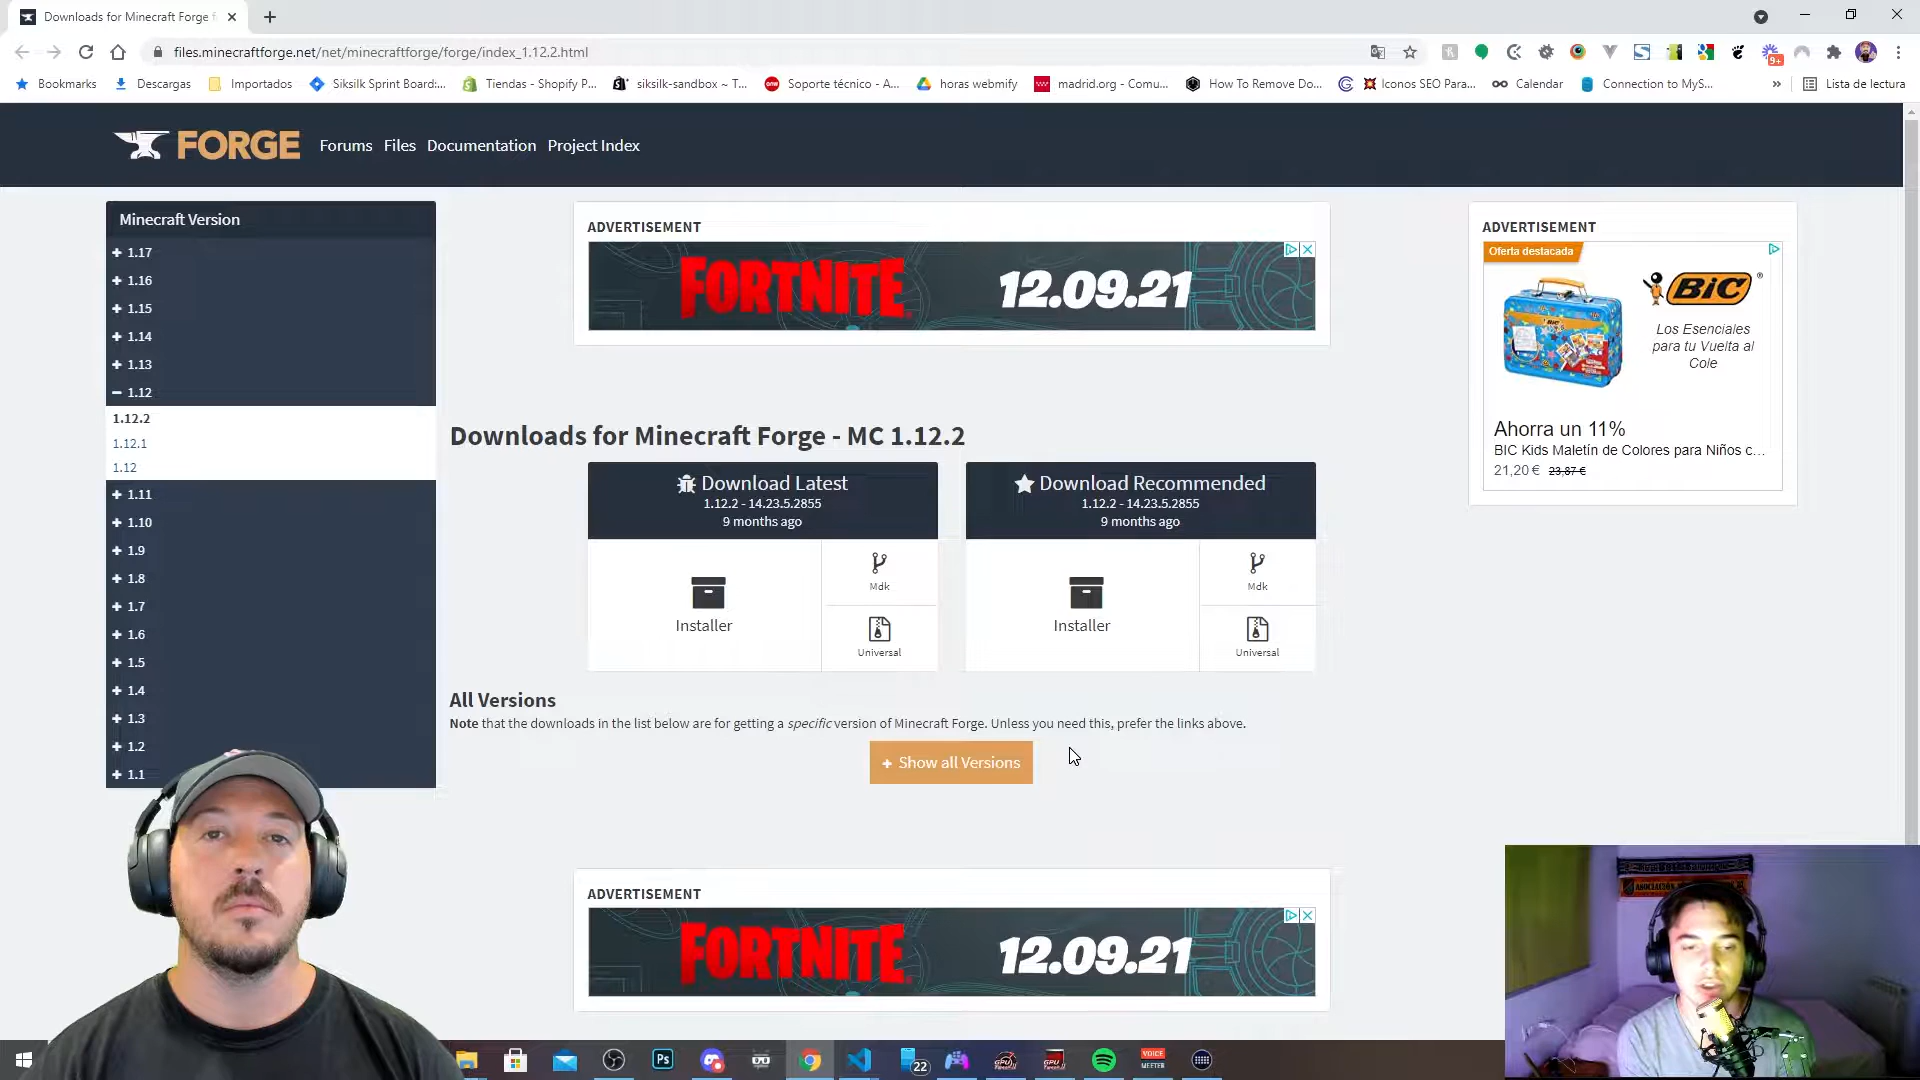 Downloads for Minecraft Forge f
files.minecraftforge.net/net/minecraftforge/forge/index_1.12.2.html
9+
Bookmarks
Descargas
Importados
Siksilk Sprint Board:...
Tiendas - Shopify P...
siksilk-sandbox ~ T...
Soporte técnico - A...
horas webmify
madrid.org - Comu...
How To Remove Do...
Iconos SEO Para...
Calendar
Connection to MyS...
»
Lista de lectura
FORGE
Forums
Files
Documentation
Project Index
Minecraft Version
1.17
1.16
1.15
1.14
1.13
1.12
1.12.2
1.12.1
1.12
1.11
1.10
1.9
1.8
1.7
1.6
1.5
1.4
1.3
1.2
1.1
ADVERTISEMENT
FORTNITE
12.09.21
Downloads for Minecraft Forge - MC 1.12.2
Download Latest
1.12.2 - 14.23.5.2855
9 months ago
Installer
Mdk
Universal
Download Recommended
1.12.2 - 14.23.5.2855
9 months ago
Installer
Mdk
Universal
All Versions
Note that the downloads in the list below are for getting a specific version of Minecraft Forge. Unless you need this, prefer the links above.
+ Show all Versions
ADVERTISEMENT
FORTNITE
12.09.21
ADVERTISEMENT
Oferta destacada
BIC
Los Esenciales
para tu Vuelta al
Cole
Ahorra un 11%
BIC Kids Maletín de Colores para Niños c...
21,20 € 23,87 €
Ps
22
VOICE
MEETER